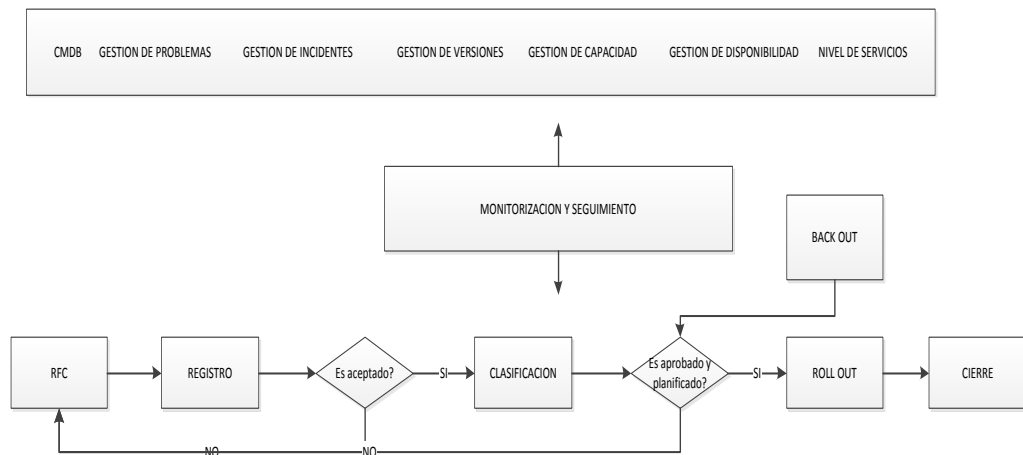 CMDB GESTION DE PROBLEMAS GESTION DE INCIDENTES GESTION DE VERSIONES GESTION DE CAPACIDAD GESTION DE DISPONIBILIDAD NIVEL DE SERVICIOS
MONITORIZACION Y SEGUIMIENTO
BACK OUT
RFC
REGISTRO
Es aceptado?
SI
CLASIFICACION
Es aprobado y
planificado?
SI
ROLL OUT
CIERRE
NO
NO